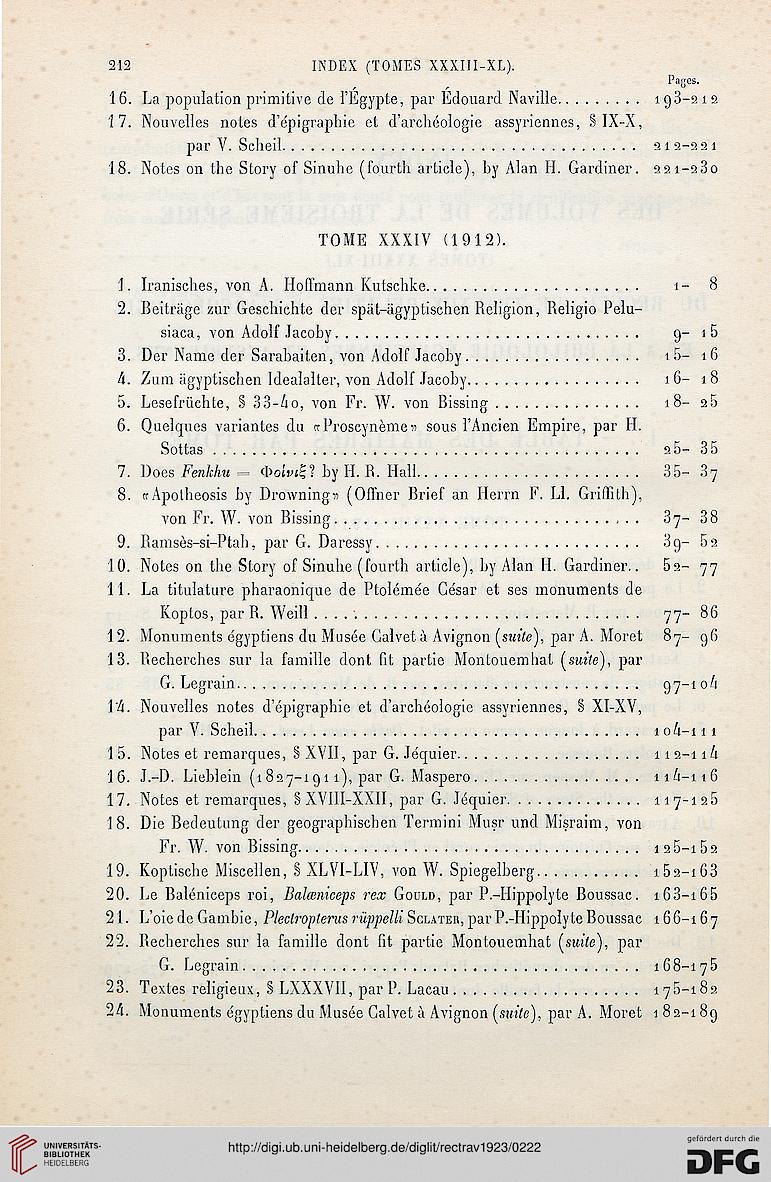 212 INDEX (TOMES XXXIII-XL).
Pages.
16. La population primitive de l'Égypte, par Édouard Naville......... 193-212
17. Nouvelles notes d'épigraphie et d'archéologie assyriennes, § IX-X,
par V. Scheil................................... 212-221
18. Notes on the Story of Sinuhe (fourth article), by Alan H. Gardiner. 221-230
TOME XXXIV (1912).
1. Iranisches, von A. Hoffmann Kutschke...................... 1- 8
2. Beiträge zur Geschichte der spät-ägyptischen Religion, Religio Pelu-
siaca, von Adolf Jacoby............................... 9- 15
3. Der Name der Sarabaiten, von Adolf Jacoby.................. 15- 16
4. Zum ägyptischen Idealalter, von Adolf Jacoby................. 16- 18
5. Lesefrüchte, § 33-40, von Fr. W. von Bissing ............... 18- 25
6. Quelques variantes du «Proscynème» sous l'Ancien Empire, par H.
Sottas ........................................... 25- 35
7. Does Fenkhu = Φοῖνιξ? by H. R. Hall...................... 35- 37
8. «Apotheosis by Drowning» (Offner Brief an Herrn F. Ll. Griffith),
von Fr. W. von Bissing............................... 37- 38
9. Ramsès-si-Ptah, par G. Daressy.......................... 39- 52
10. Notes on the Story of Sinuhe (fourth article), by Alan H. Gardiner.. 52- 77
11. La titulature pharaonique de Ptolémée César et ses monuments de
Koptos, par R. Weill................................. 77- 86
12. Monuments égyptiens du Musée Calvet à Avignon (suite), par A. Moret 87- 96
13. Recherches sur la famille dont fit partie Montouemhat (suite), par
G. Legrain........................................ 97-104
14. Nouvelles notes d'épigraphie et d'archéologie assyriennes, § XI-XV,
par V. Scheil...................................... 104-111
15. Notes et remarques, § XVII, par G. Jéquier.................. 112-114
16. J.-D. Lieblein (1827-1911), par G. Maspero................. 114-116
17. Notes et remarques, § XVIII-XXII, par G. Jéquier.............. 117-125
18. Die Bedeutung der geographischen Termini Muṣr und Miṣraim, von
Fr. W. von Bissing.................................. 125-152
19. Koptische Miscellen, § XLVI-LIV, von W. Spiegelberg........... 152-163
20. Le Baléniceps roi, Balæniceps rex Gould, par P.-Hippolyte Boussac. 163-165
21. L'oie de Gambie, Plectropterus rüppelli Sclater, par P.-Hippolyte Boussac 166-167
22. Recherches sur la famille dont fit partie Montouemhat (suite), par
G. Legrain........................................ 168-175
23. Textes religieux, § LXXXVII, par P. Lacau................... 175-182
24. Monuments égyptiens du Musée Calvet à Avignon (suite), par A. Moret 182-189
UNIVERSITÄTS-
BIBLIOTHEK
HEIDELBERG
http://digi.ub.uni-heidelberg.de/diglit/rectrav1923/0222
gefördert durch die
DFG